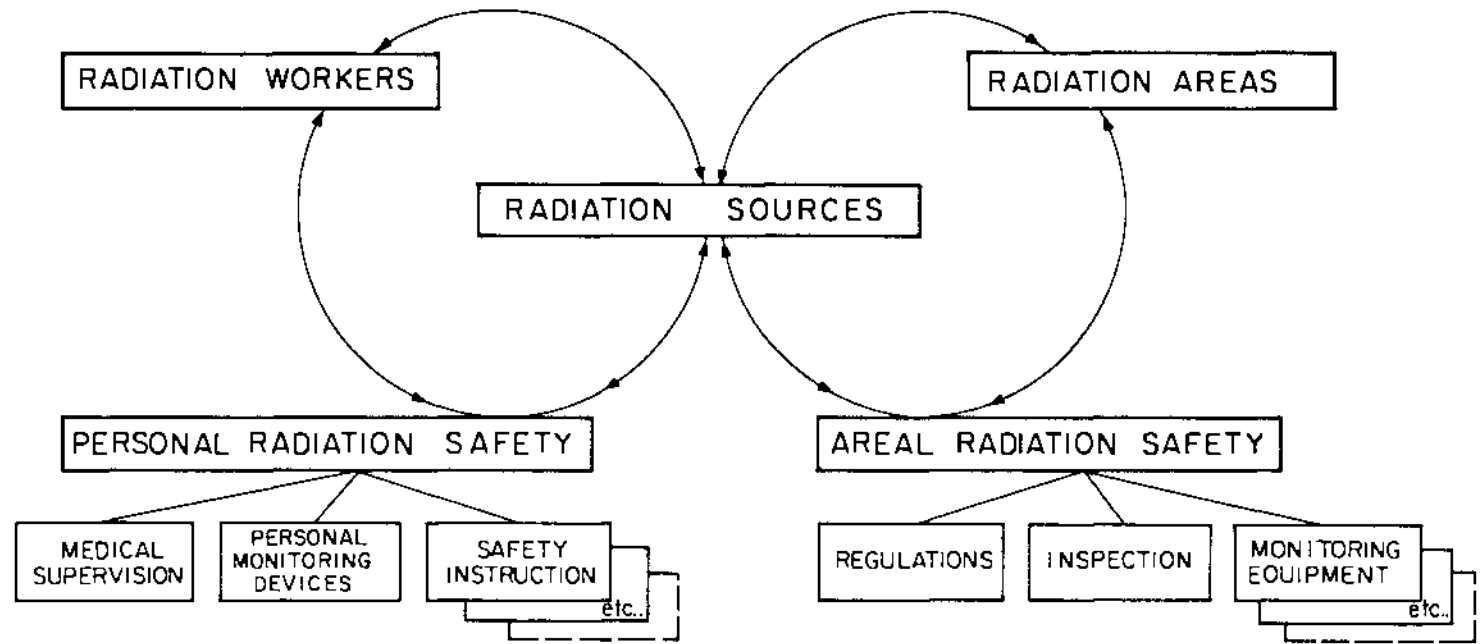 RADIATION WORKERS
RADIATION AREAS
RADIATION SOURCES
PERSONAL RADIATION SAFETY
AREAL RADIATION SAFETY
MEDICAL
SUPERVISION
PERSONAL
MONITORING
DEVICES
SAFETY
INSTRUCTION
etc..
REGULATIONS
INSPECTION
MONITORING
EQUIPMENT
etc..